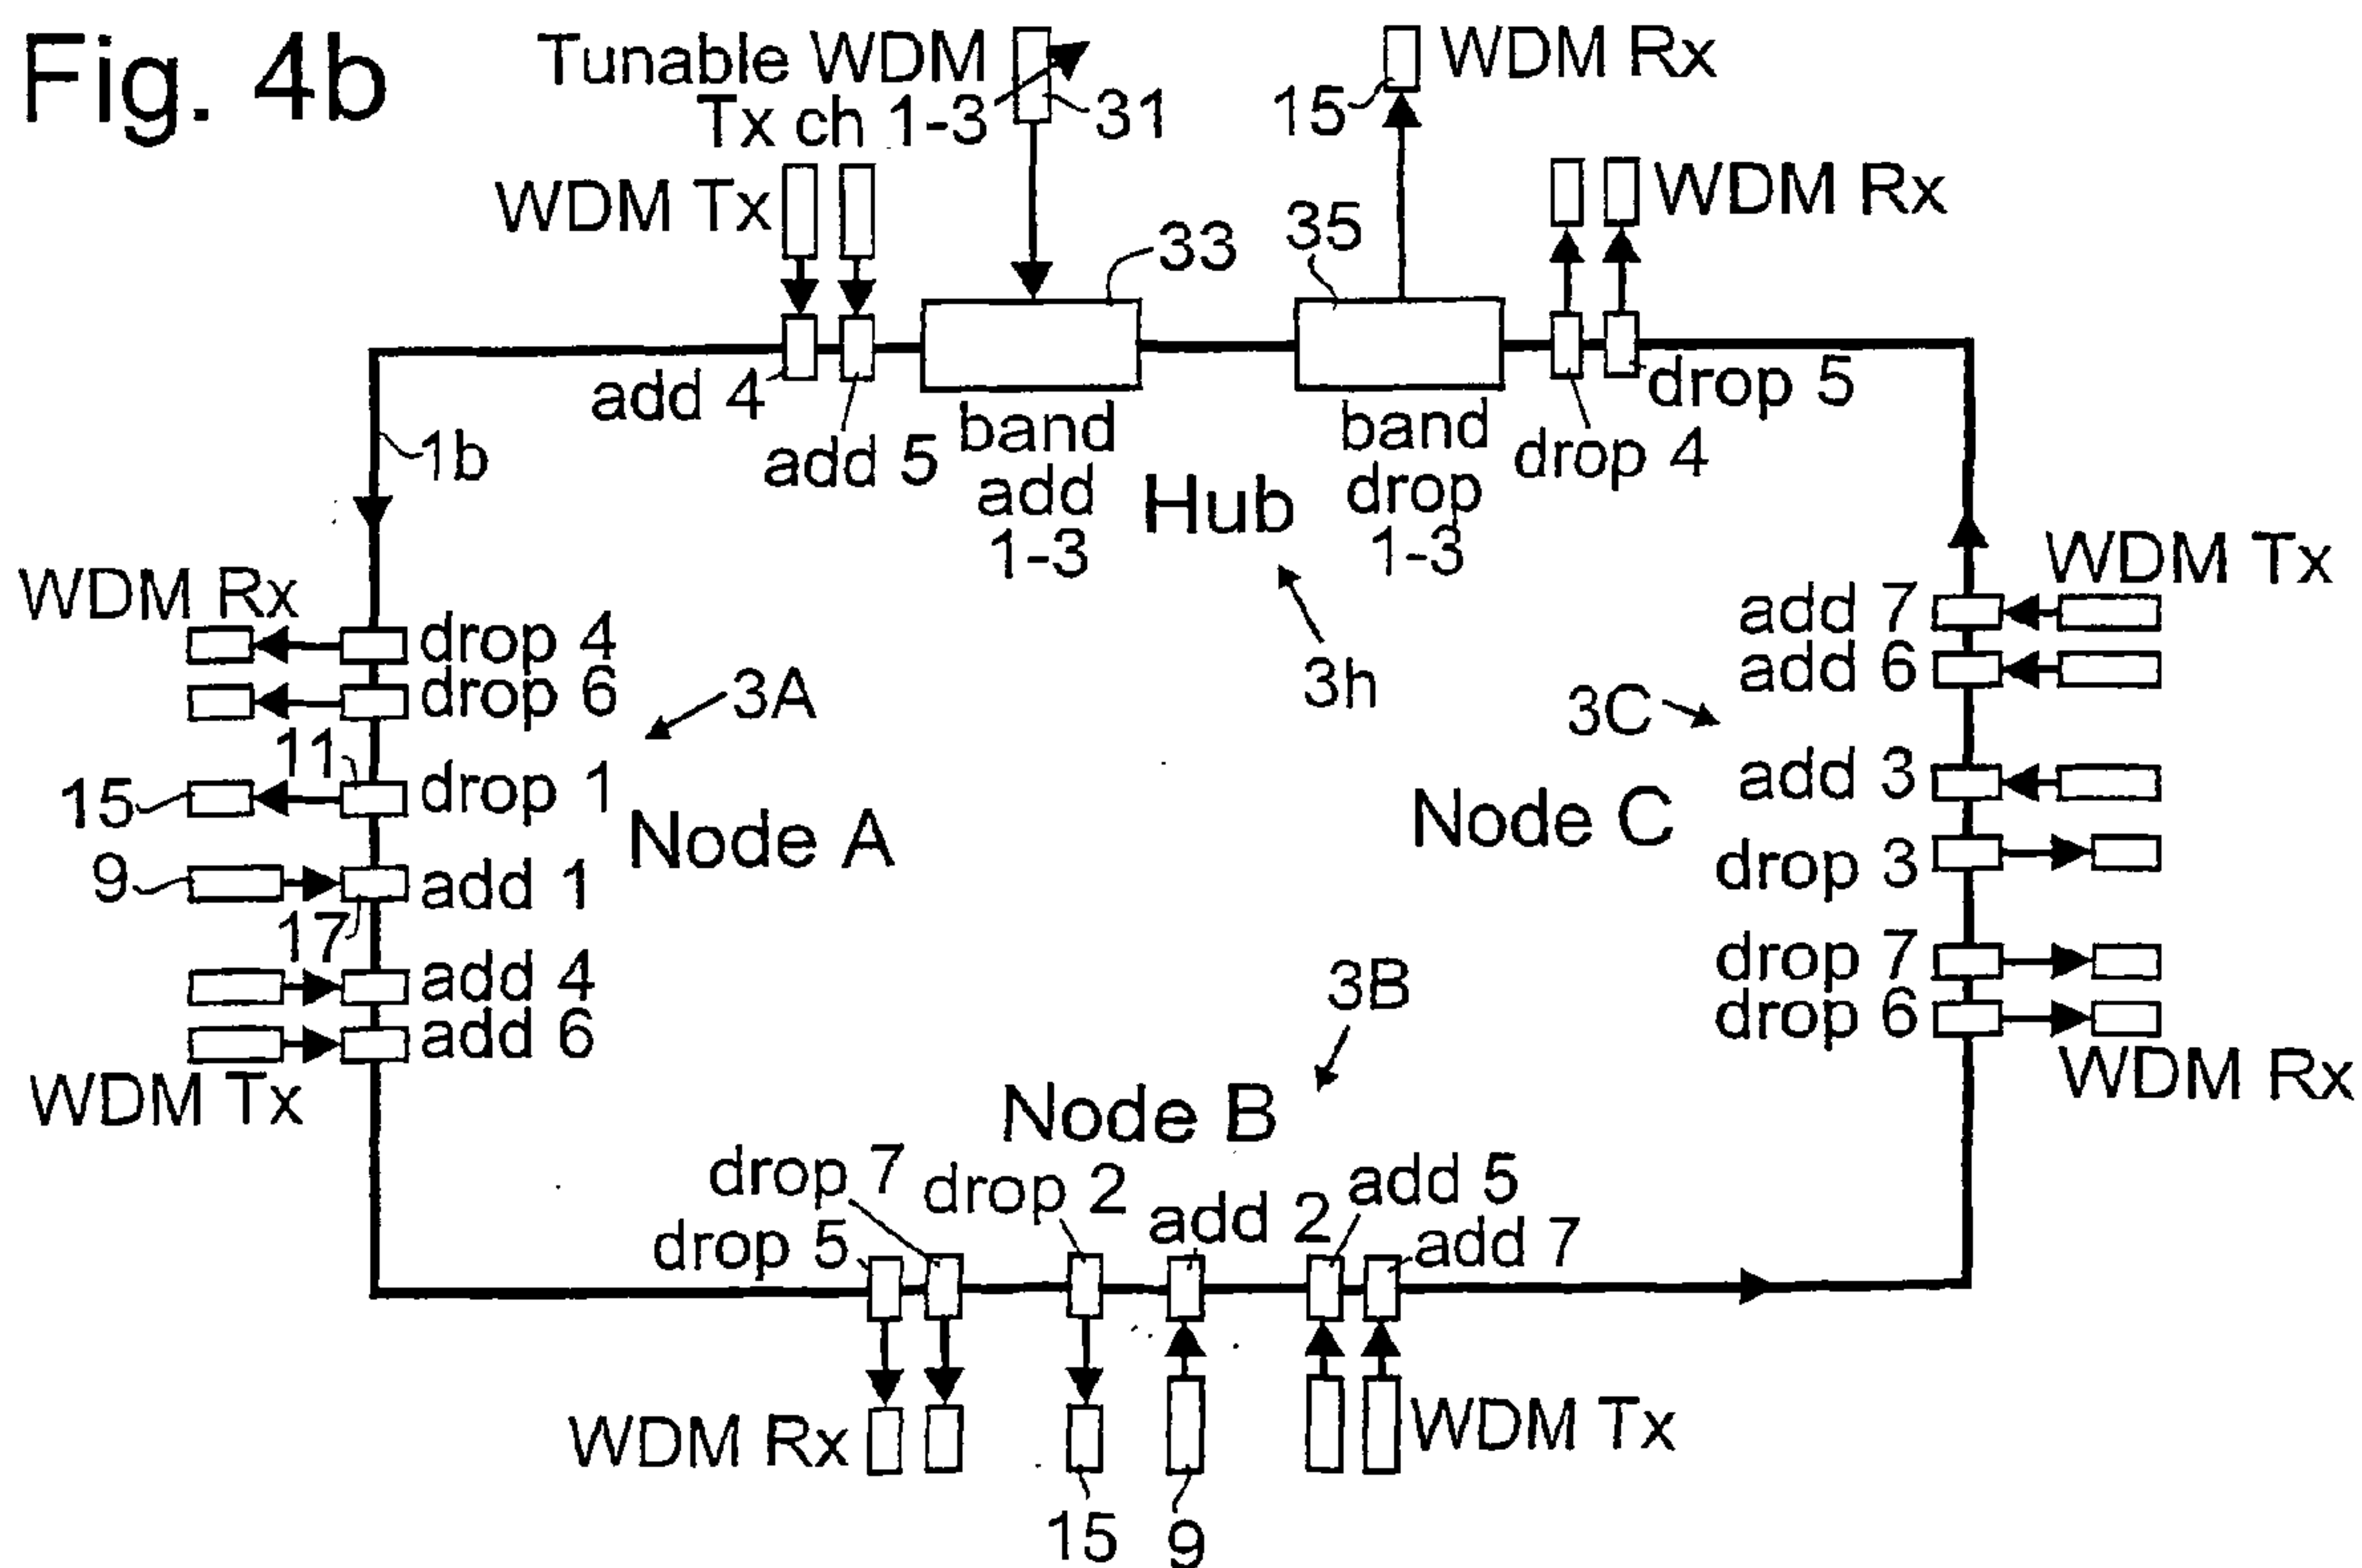 Fig. 4b
Tunable WDM
Tx ch 1-3
31
15
WDM Rx
WDM Tx
33
35
WDM Rx
add 4
add 5
band
add
1-3
Hub
band
drop
1-3
drop 4
drop 5
1b
3h
WDM Rx
drop 4
drop 6
3A
11
15
drop 1
Node A
9
add 1
17
add 4
add 6
WDM Tx
WDM Tx
add 7
add 6
3C
add 3
Node C
drop 3
drop 7
drop 6
WDM Rx
3B
Node B
drop 7
drop 2
add 5
drop 5
add 2
add 7
WDM Rx
WDM Tx
15
9